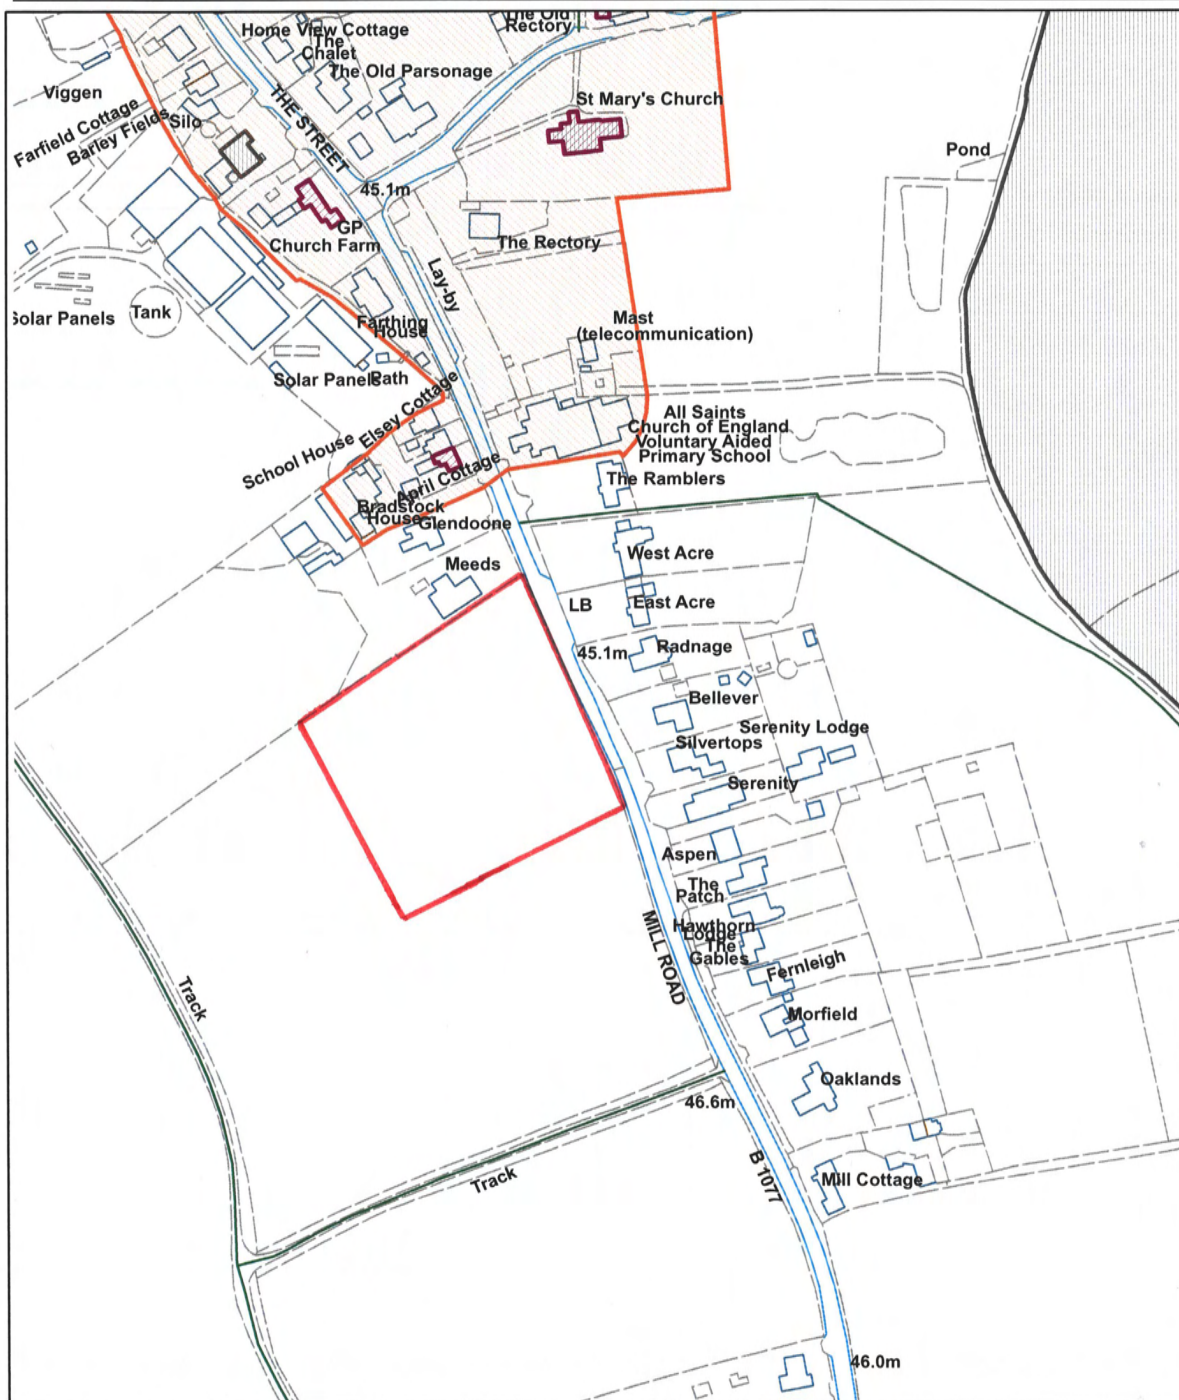 The Old
Rectory
Home View Cottage
The
Chalet
The Old Parsonage
Viggen
THE STREET
St Mary's Church
Farfield Cottage
Barley Fields
Silo
Pond
45.1m
GP
Church Farm
The Rectory
Lay-by
Solar Panels
Tank
Farthing
House
Mast
(telecommunication)
Solar Panels
Path
Elsey Cottage
School House
All Saints
Church of England
Voluntary Aided
Primary School
April Cottage
The Ramblers
Bradstock
House
Glendoone
West Acre
Meeds
LB
East Acre
45.1m
Radnage
Bellever
Serenity Lodge
Silvertops
Serenity
Aspen
The
Patch
Hawthorn
Lodge
The
Gables
MILL ROAD
Fernleigh
Track
Morfield
Oaklands
46.6m
Track
B 1077
Mill Cottage
46.0m